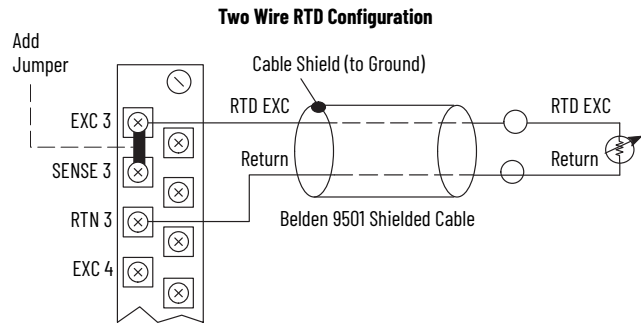 Two Wire RTD Configuration
Add
Jumper
Cable Shield (to Ground)
EXC 3
RTD EXC
RTD EXC
SENSE 3
Return
Return
RTN 3
Belden 9501 Shielded Cable
EXC 4